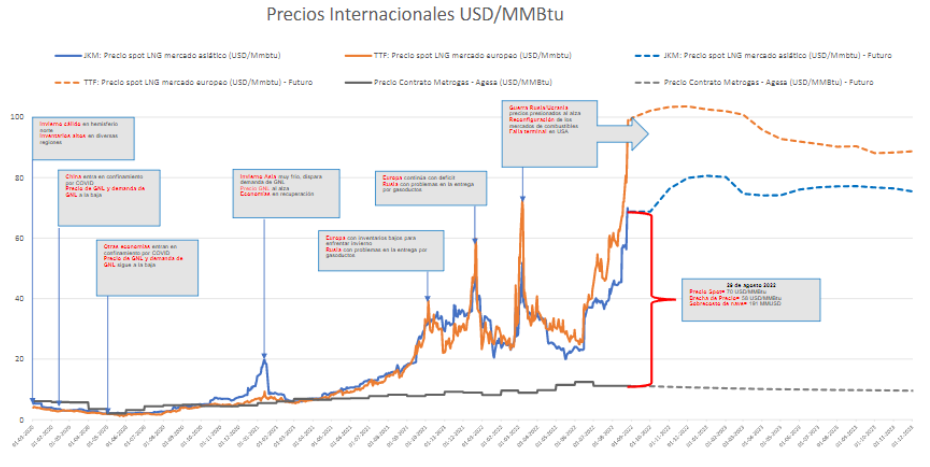 Precios Internacionales USD/MMBtu
JKM: Precio spot LNG mercado asiático (USD/Mmbtu)
TTF: Precio spot LNG mercado europeo (USD/Mmbtu)
JKM: Precio spot LNG mercado asiático (USD/Mmbtu) - Futuro
TTF: Precio spot LNG mercado europeo (USD/Mmbtu) - Futuro
Precio Contrato Metrogas - Agesa (USD/MMBtu)
Precio Contrato Metrogas - Agesa (USD/MMBtu) - Futuro
100
80
60
40
20
0
Invierno cálido en hemisferio
norte
Inventarios altos en diversas
regiones
China entra en confinamiento
por COVID
Precio de GNL y demanda de
GNL a la baja
Otras economías entran en
confinamiento por COVID
Precio de GNL y demanda de
GNL sigue a la baja
Invierno Asia muy frío, dispara
demanda de GNL
Precio GNL al alza
Economías en recuperación
Europa con inventarios bajos para
enfrentar invierno
Rusia con problemas en la entrega por
gasoductos
Europa continúa con déficit
Rusia con problemas en la entrega por
gasoductos
Guerra Rusia/Ucrania
precios presionados al alza
Reconfiguración de los
mercados de combustibles
Falla terminal en USA
29 de agosto 2022
Precio Spot= 70 USD/MMBtu
Brecha de Precio= 58 USD/MMBtu
Sobrecosto de nave= 191 MMUSD